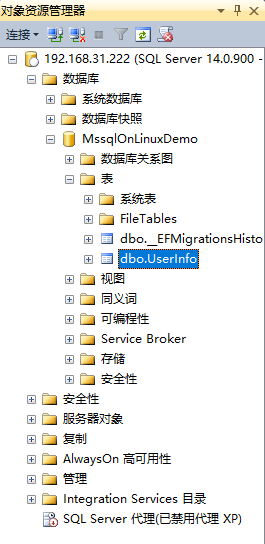 对象资源管理器
连接
192.168.31.222 (SQL Server 14.0.900 -
数据库
系统数据库
数据库快照
MssqlOnLinuxDemo
数据库关系图
表
系统表
FileTables
dbo.__EFMigrationsHisto
dbo.UserInfo
视图
同义词
可编程性
Service Broker
存储
安全性
安全性
服务器对象
复制
AlwaysOn 高可用性
管理
Integration Services 目录
SQL Server 代理(已禁用代理 XP)